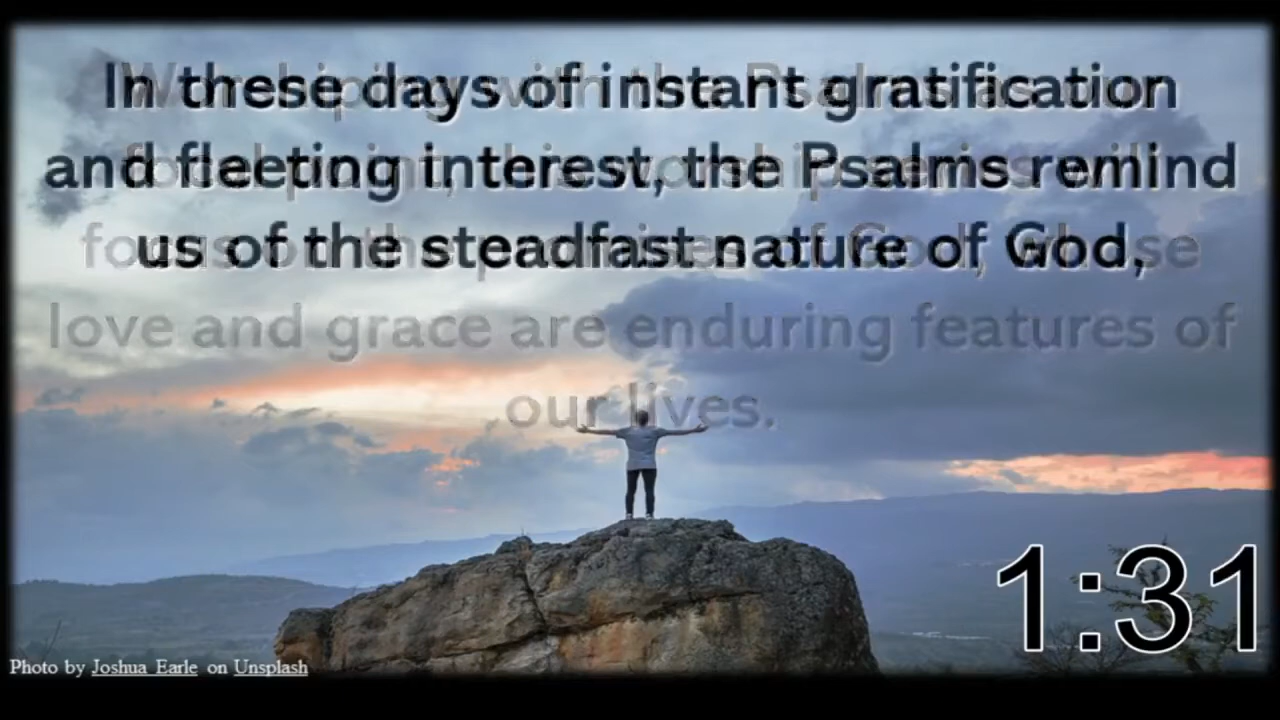 In these days of instant gratification
and fleeting interest, the Psalms remind
us of the steadfast nature of God,
love and grace are enduring features of
our lives.
1:31
Photo by Joshua Earle on Unsplash